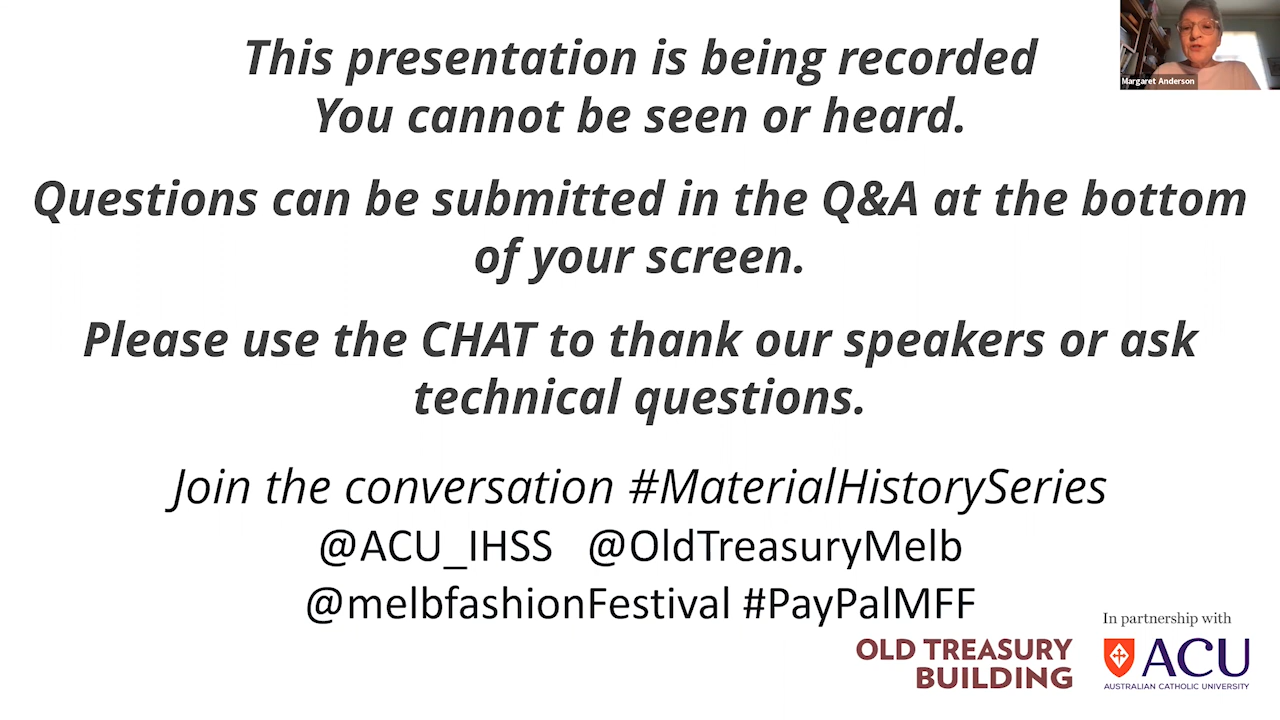 This presentation is being recorded
You cannot be seen or heard.
Questions can be submitted in the Q&A at the bottom
of your screen.
Please use the CHAT to thank our speakers or ask
technical questions.
Join the conversation #MaterialHistorySeries
@ACU_IHSS @OldTreasuryMelb
@melbfashionFestival #PayPalMFF
Margaret Anderson
OLD TREASURY
BUILDING
In partnership with
ACU
AUSTRALIAN CATHOLIC UNIVERSITY